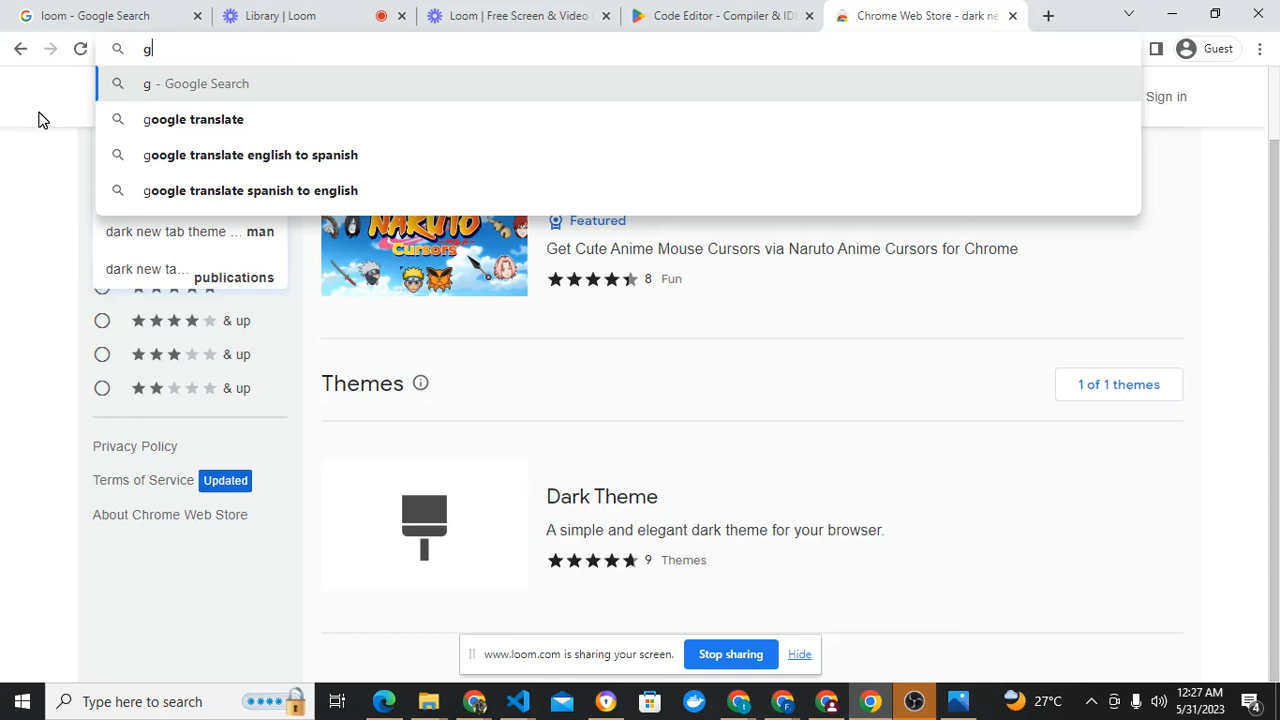 loom - Google Search
Library | Loom
Loom | Free Screen & Video
Code Editor - Compiler & ID
Chrome Web Store - dark ne
g
Guest
g - Google Search
google translate
google translate english to spanish
google translate spanish to english
Sign in
dark new tab theme ... man
dark new ta... publications
& up
& up
& up
Privacy Policy
Terms of Service Updated
About Chrome Web Store
NARUTO
CURSORS
Featured
Get Cute Anime Mouse Cursors via Naruto Anime Cursors for Chrome
8 Fun
Themes
1 of 1 themes
Dark Theme
A simple and elegant dark theme for your browser.
9 Themes
www.loom.com is sharing your screen.
Stop sharing
Hide
Type here to search
27°C
12:27 AM
5/31/2023
4